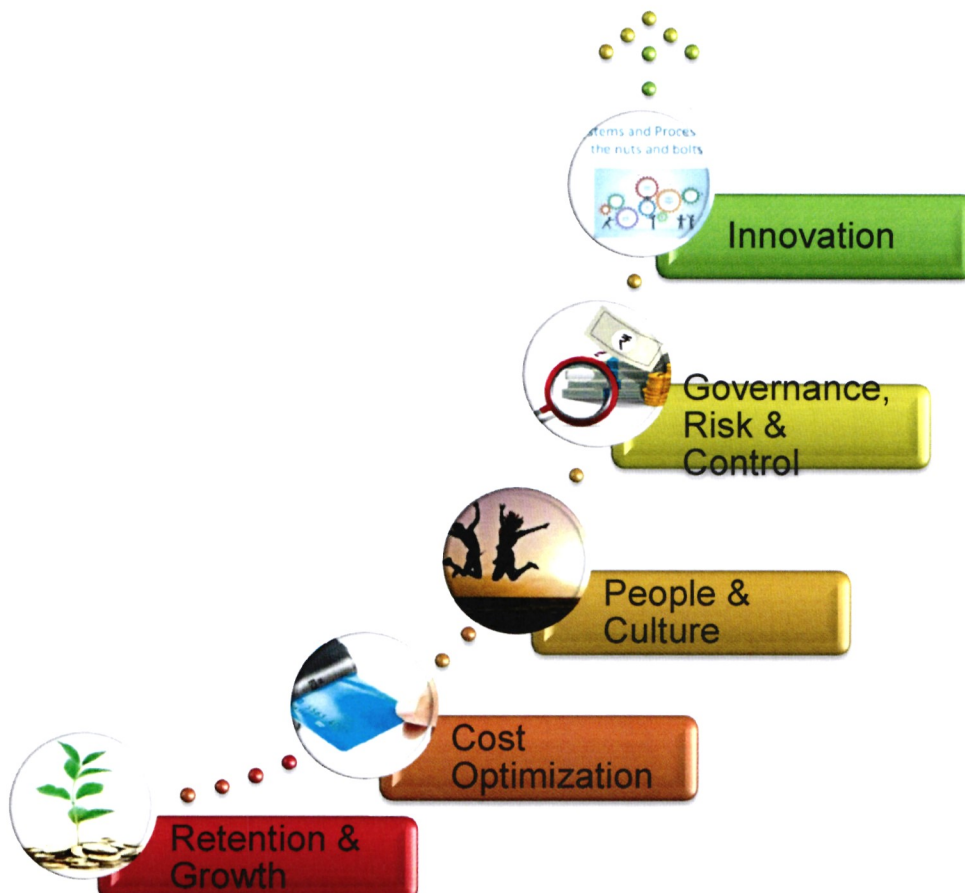 stems and Proces
the nuts and bolts
Innovation
₹
Governance,
Risk &
Control
People &
Culture
Cost
Optimization
Retention &
Growth